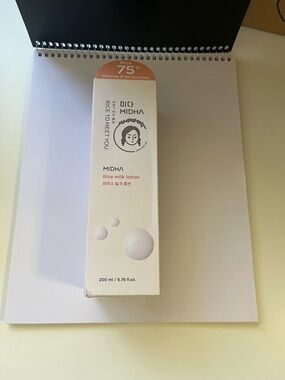 75%
이다
MIDHA
RICE TO MEET YOU
MIDHA
Rice milk lotion
라이스 밀크 로션
200 ml / 6.76 fl.oz.